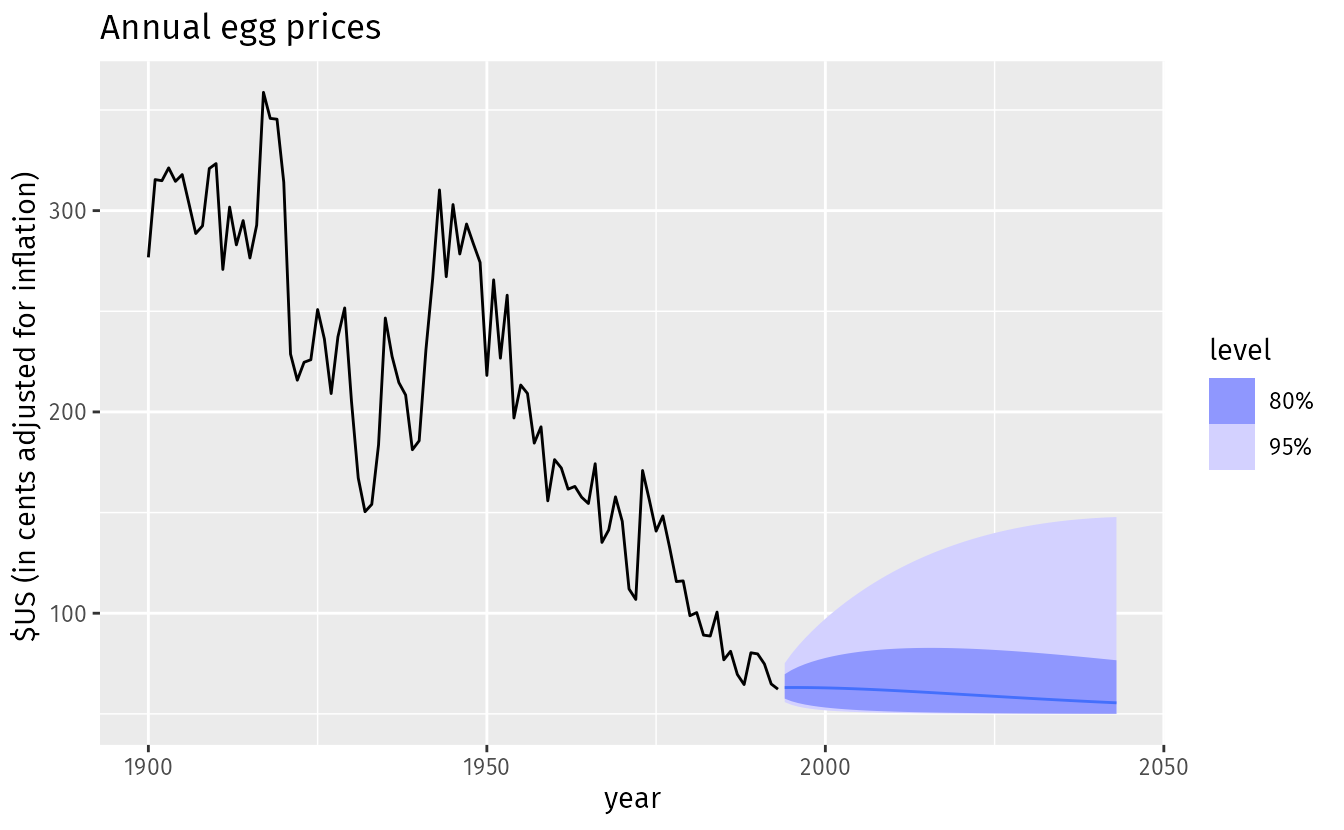 Annual egg prices
$US (in cents adjusted for inflation)
300
200
100
1900
1950
2000
2050
year
level
80%
95%